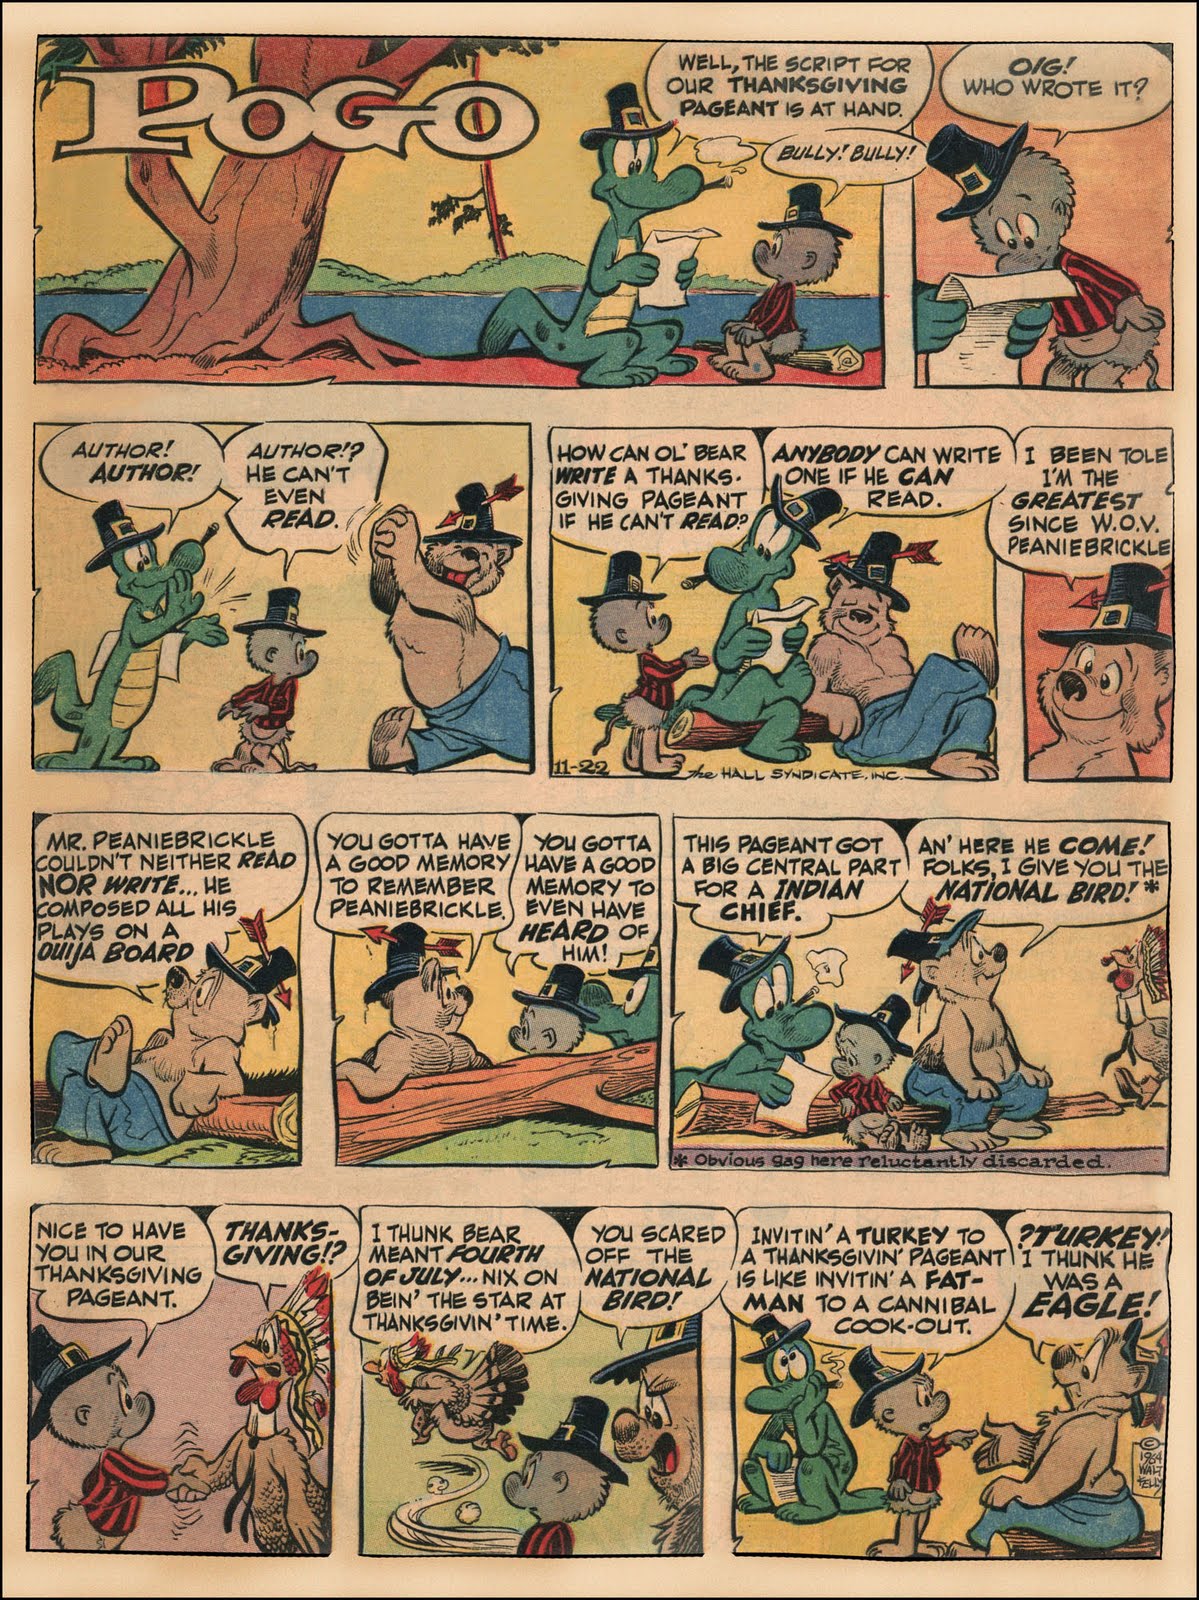 POGO
WELL, THE SCRIPT FOR
OUR THANKSGIVING
PAGEANT IS AT HAND.
BULLY! BULLY!
OIG!
WHO WROTE IT?
AUTHOR!
AUTHOR!
AUTHOR!?
HE CAN'T
EVEN
READ.
HOW CAN OL' BEAR
WRITE A THANKS-
GIVING PAGEANT
IF HE CAN'T READ?
ANYBODY CAN WRITE
ONE IF HE CAN
READ.
11-22
The HALL SYNDICATE, INC.
I BEEN TOLE
I'M THE
GREATEST
SINCE W.O.V.
PEANIEBRICKLE
MR. PEANIEBRICKLE
COULDN'T NEITHER READ
NOR WRITE... HE
COMPOSED ALL HIS
PLAYS ON A
OUIJA BOARD
YOU GOTTA HAVE
A GOOD MEMORY
TO REMEMBER
PEANIEBRICKLE.
YOU GOTTA
HAVE A GOOD
MEMORY TO
EVEN HAVE
HEARD OF
HIM!
THIS PAGEANT GOT
A BIG CENTRAL PART
FOR A INDIAN
CHIEF.
AN' HERE HE COME!
FOLKS, I GIVE YOU THE
NATIONAL BIRD!*
* Obvious gag here reluctantly discarded.
NICE TO HAVE
YOU IN OUR
THANKSGIVING
PAGEANT.
THANKS-
GIVING!?
I THUNK BEAR
MEANT FOURTH
OF JULY... NIX ON
BEIN' THE STAR AT
THANKSGIVIN' TIME.
YOU SCARED
OFF THE
NATIONAL
BIRD!
INVITIN' A TURKEY TO
A THANKSGIVIN' PAGEANT
IS LIKE INVITIN' A FAT-
MAN TO A CANNIBAL
COOK-OUT.
?TURKEY!
I THUNK HE
WAS A
EAGLE!
©
1964
WALT
KELLY